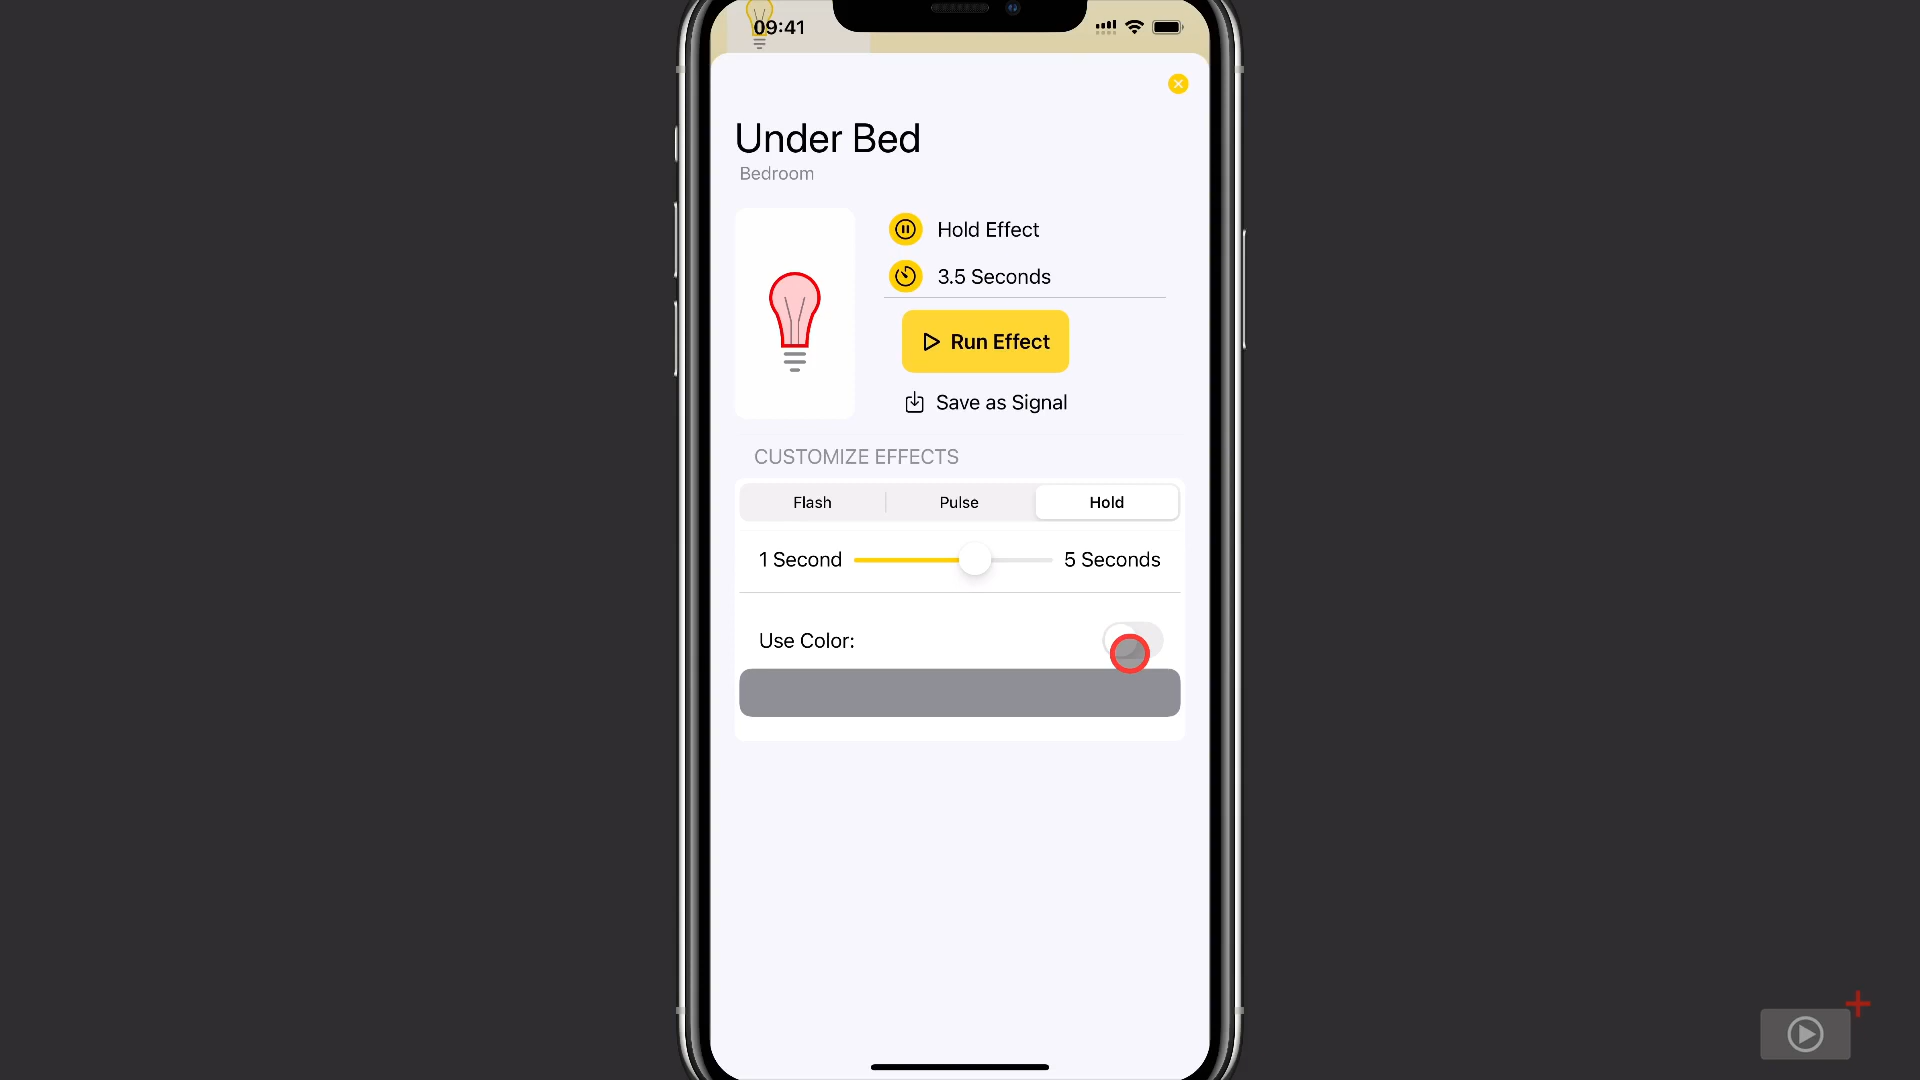 09:41
Under Bed
Bedroom
Hold Effect
3.5 Seconds
Run Effect
Save as Signal
CUSTOMIZE EFFECTS
Flash Pulse Hold
1 Second 5 Seconds
Use Color: